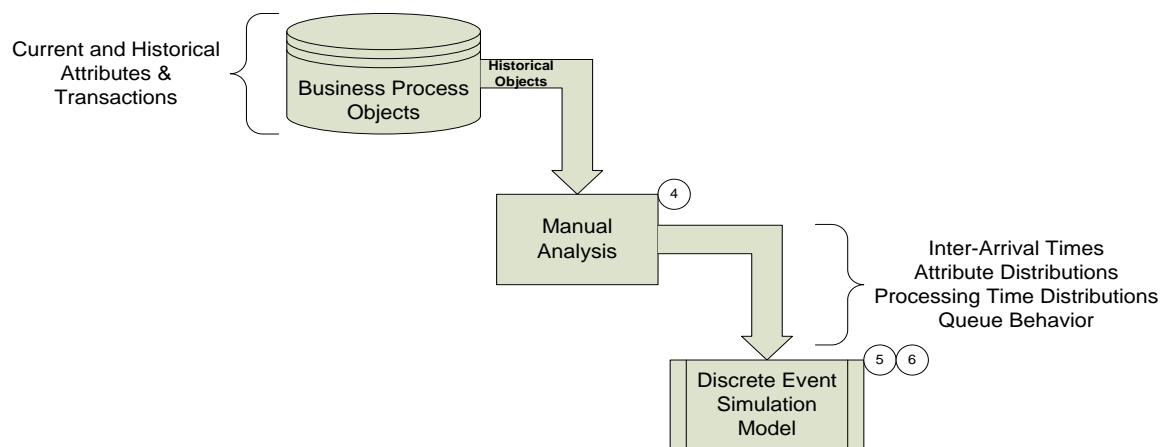 Current and Historical
Attributes &
Transactions
Business Process
Objects
Historical
Objects
Manual
Analysis
4
Inter-Arrival Times
Attribute Distributions
Processing Time Distributions
Queue Behavior
Discrete Event
Simulation
Model
5
6